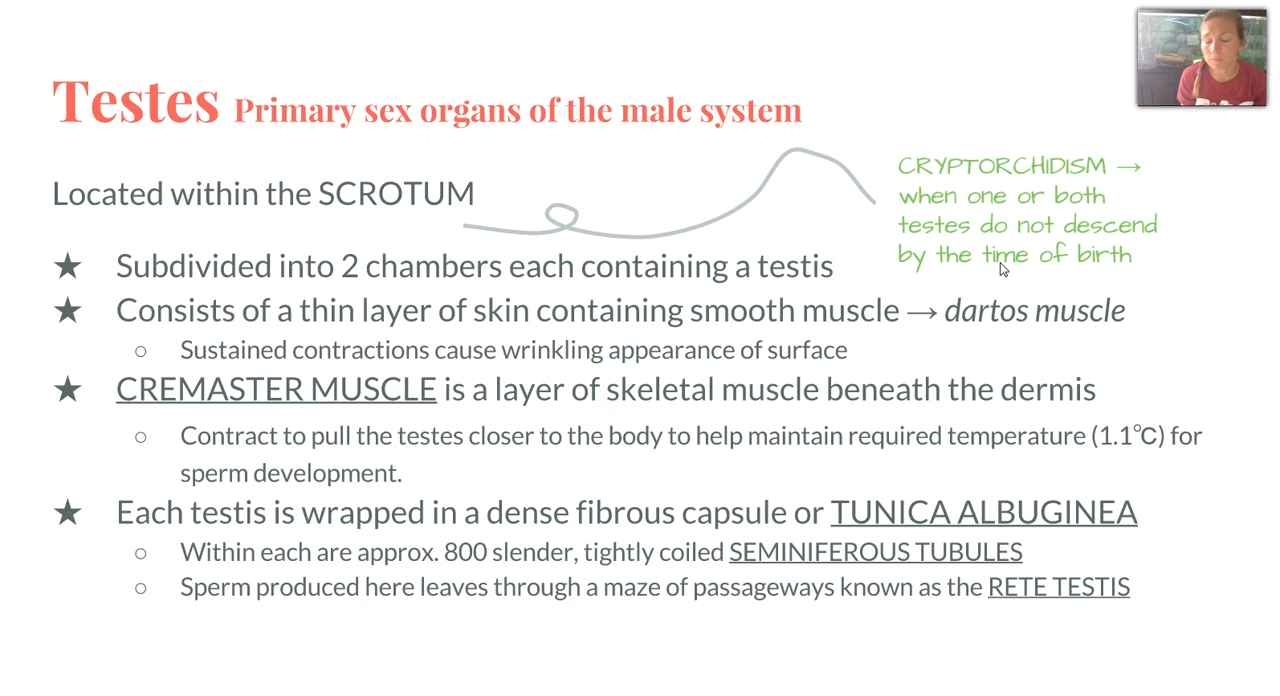 Testes Primary sex organs of the male system
Located within the SCROTUM
CRYPTORCHIDISM →
when one or both
testes do not descend
by the time of birth
★ Subdivided into 2 chambers each containing a testis
★ Consists of a thin layer of skin containing smooth muscle → dartos muscle
○ Sustained contractions cause wrinkling appearance of surface
★ CREMASTER MUSCLE is a layer of skeletal muscle beneath the dermis
○ Contract to pull the testes closer to the body to help maintain required temperature (1.1°C) for
sperm development.
★ Each testis is wrapped in a dense fibrous capsule or TUNICA ALBUGINEA
○ Within each are approx. 800 slender, tightly coiled SEMINIFEROUS TUBULES
○ Sperm produced here leaves through a maze of passageways known as the RETE TESTIS